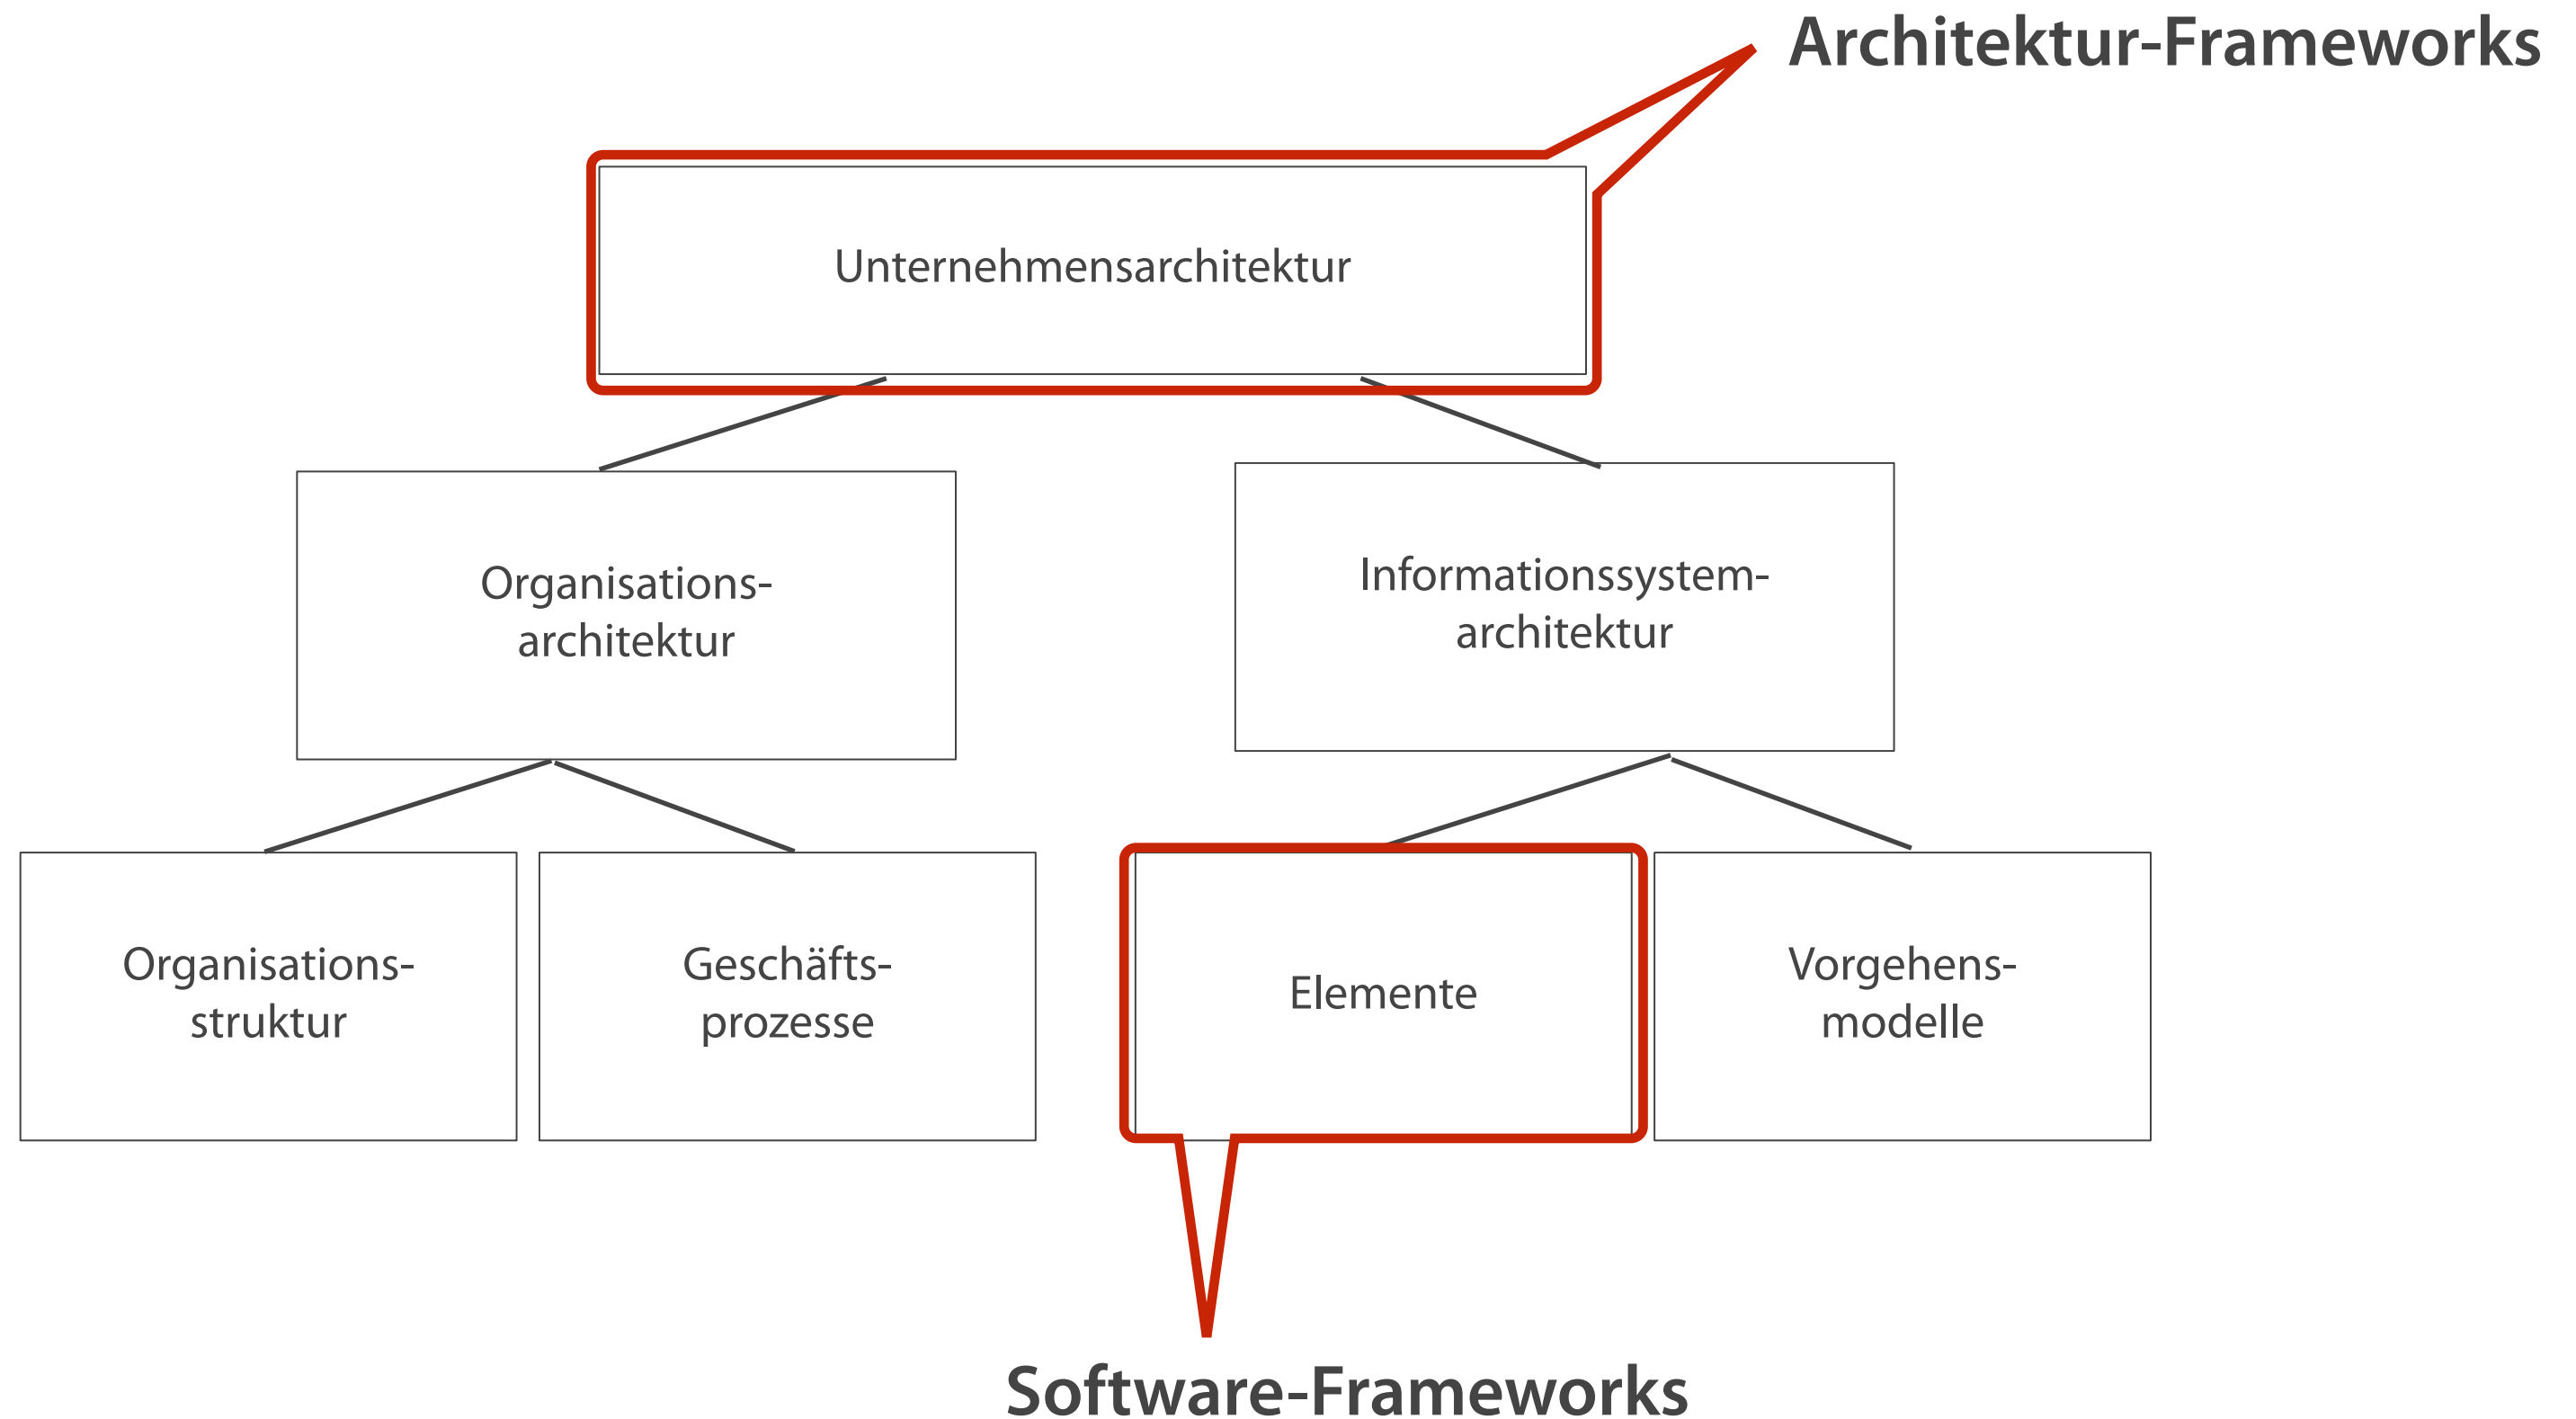 Architektur-Frameworks
Unternehmensarchitektur
Organisations-
architektur
Informationssystem-
architektur
Organisations-
struktur
Geschäfts-
prozesse
Elemente
Vorgehens-
modelle
Software-Frameworks